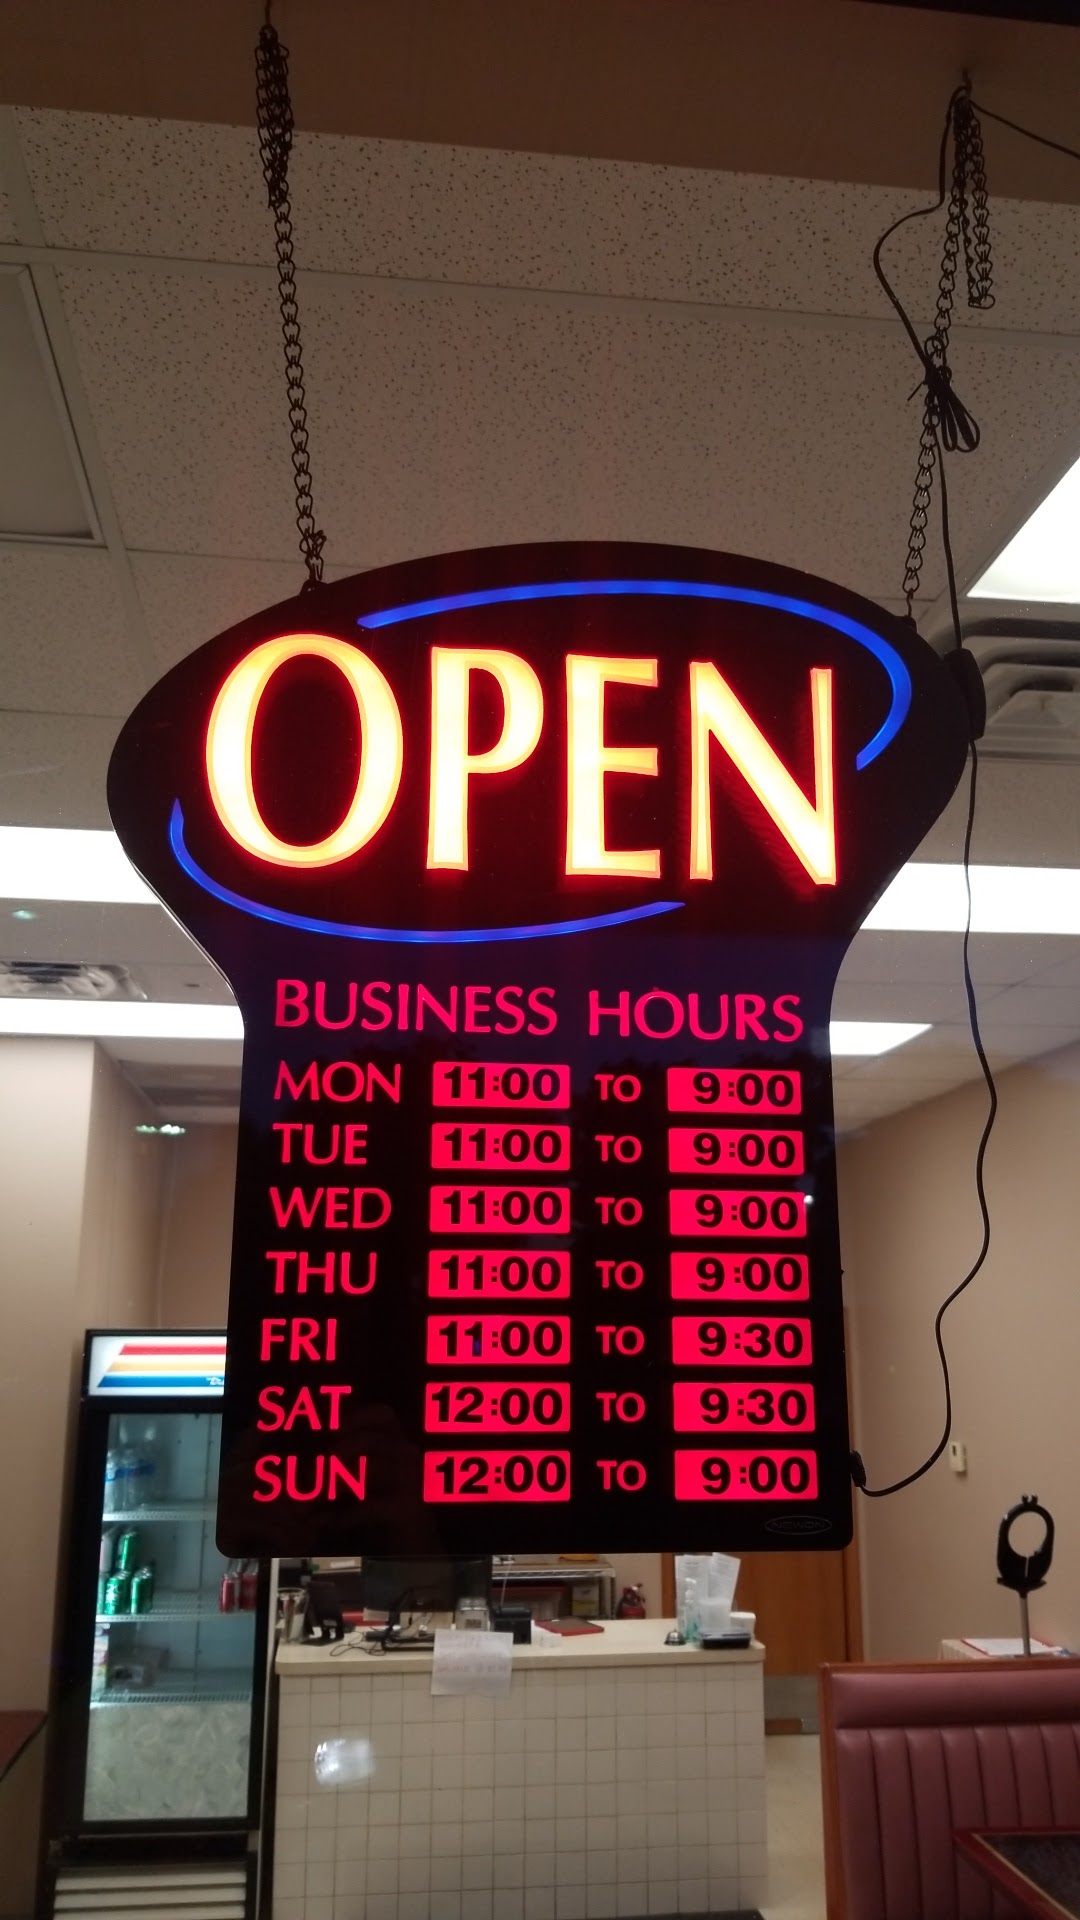 OPEN
BUSINESS HOURS
MON 11:00 TO 9:00
TUE 11:00 TO 9:00
WED 11:00 TO 9:00
THU 11:00 TO 9:00
FRI 11:00 TO 9:30
SAT 12:00 TO 9:30
SUN 12:00 TO 9:00
NEWON